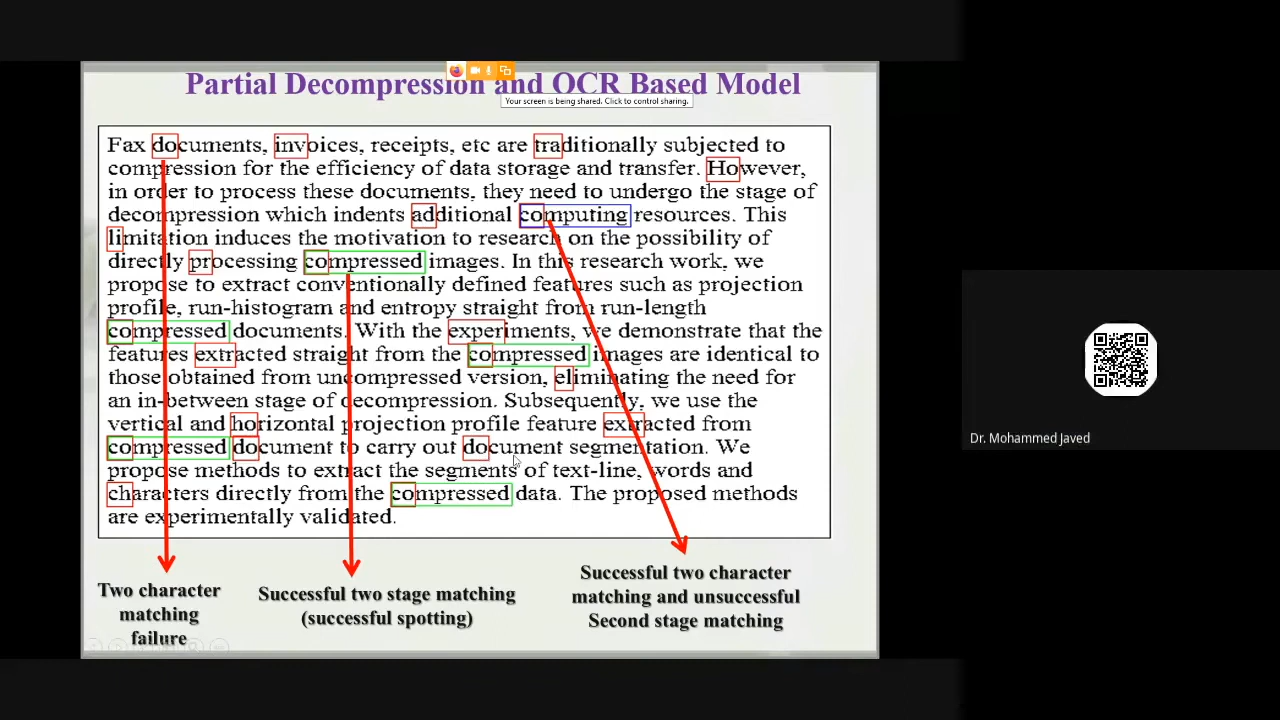 Partial Decompression and OCR Based Model
Your screen is being shared. Click to control sharing.
Fax documents, invoices, receipts, etc are traditionally subjected to
compression for the efficiency of data storage and transfer. However,
in order to process these documents, they need to undergo the stage of
decompression which indents additional computing resources. This
limitation induces the motivation to research on the possibility of
directly processing compressed images. In this research work, we
propose to extract conventionally defined features such as projection
profile, run-histogram and entropy straight from run-length
compressed documents. With the experiments, we demonstrate that the
features extracted straight from the compressed images are identical to
those obtained from uncompressed version, eliminating the need for
an in-between stage of decompression. Subsequently, we use the
vertical and horizontal projection profile feature extracted from
compressed document to carry out document segmentation. We
propose methods to extract the segments of text-line, words and
characters directly from the compressed data. The proposed methods
are experimentally validated.
Two character
matching
failure
Successful two stage matching
(successful spotting)
Successful two character
matching and unsuccessful
Second stage matching
Dr. Mohammed Javed